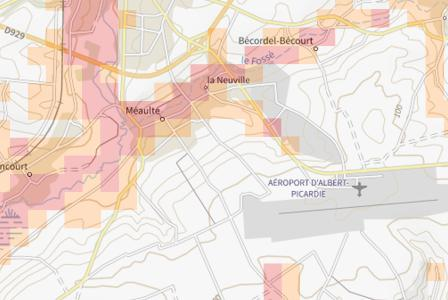 D929
Bécordel-Bécourt
le Fossé
la Neuville
Méaulte
100
ncourt
AÉROPORT D'ALBERT-
PICARDIE